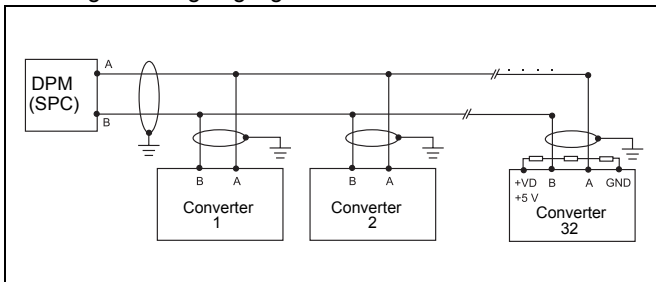 A
DPM
(SPC)
B
B A
Converter
1
B A
Converter
2
+VD B A GND
+5 V
Converter
32